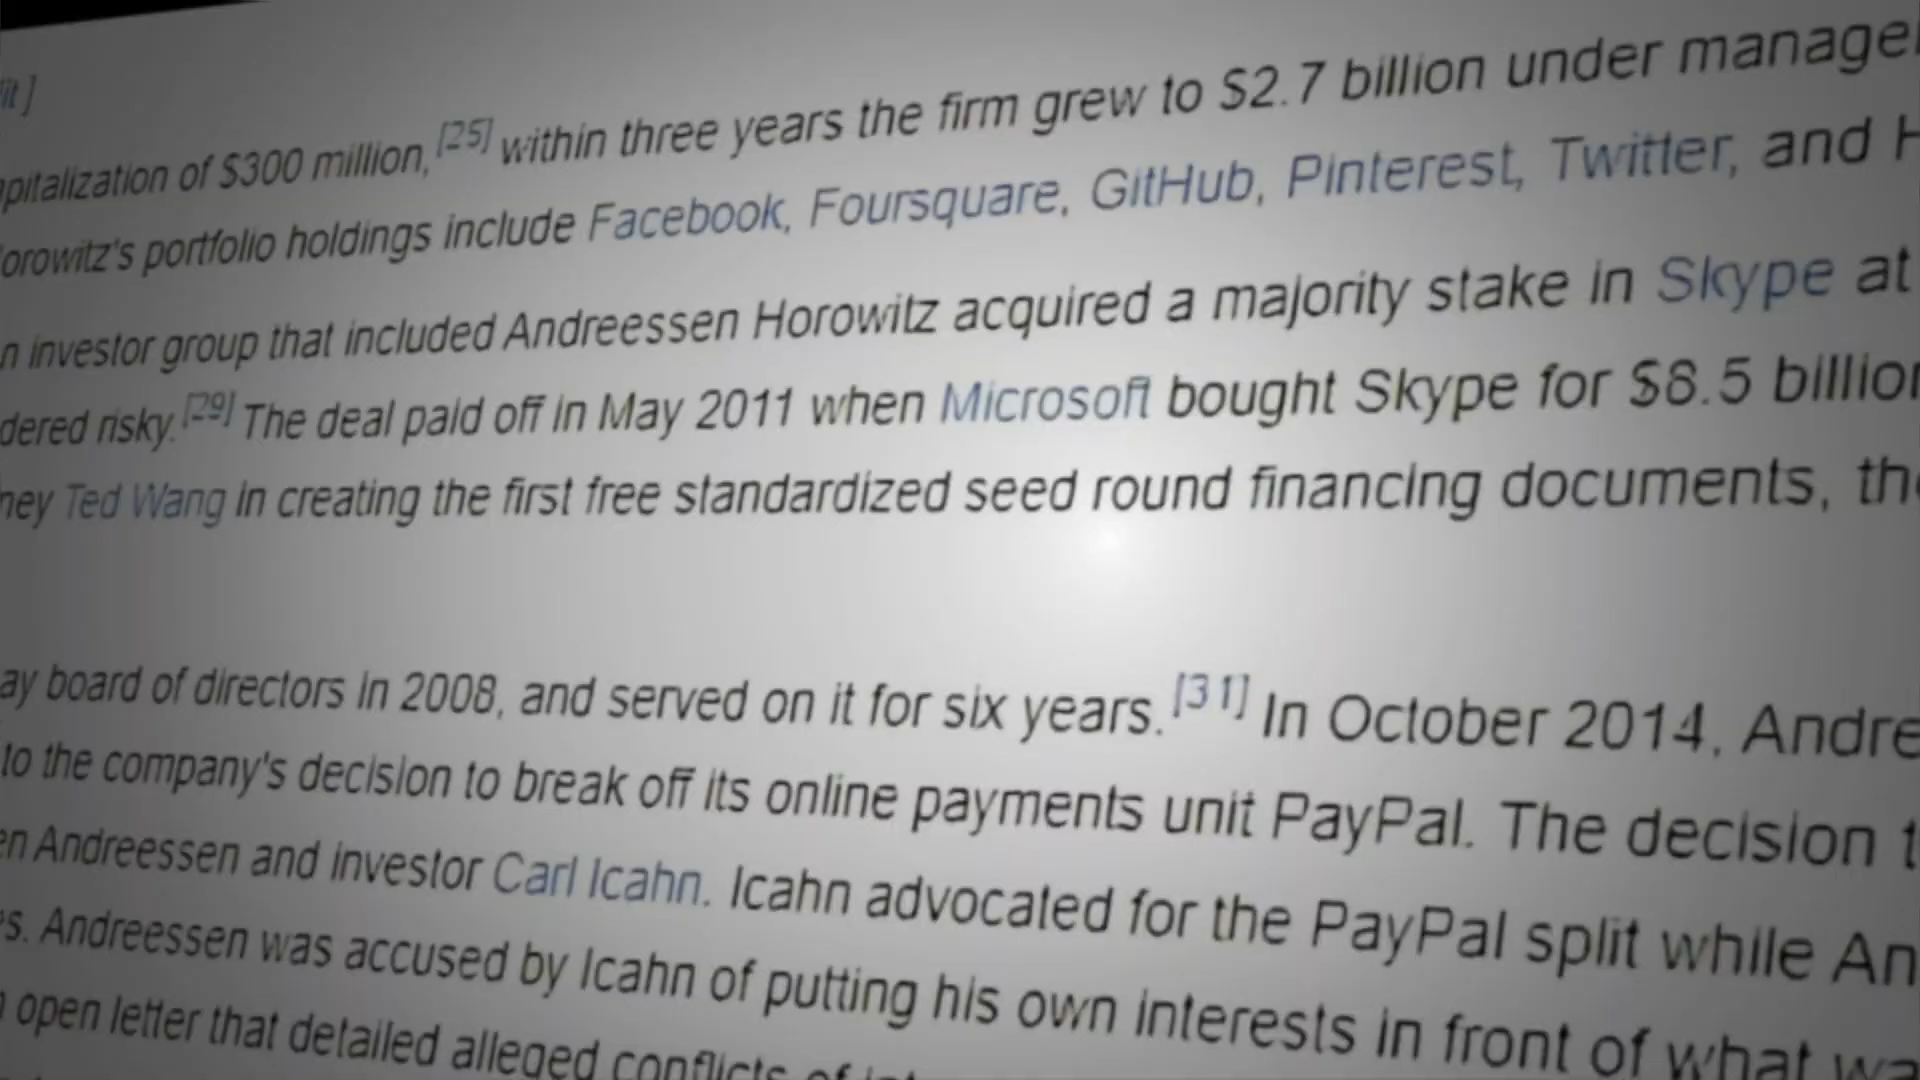 it]
capitalization of $300 million,[25] within three years the firm grew to $2.7 billion under
orowitz's portfolio holdings include Facebook, Foursquare, GitHub, Pinterest, Twitter, and
n investor group that included Andreessen Horowitz acquired a majority stake in Skype at
dered risky.[29] The deal paid off in May 2011 when Microsoft bought Skype for $8.5 billion
ney Ted Wang in creating the first free standardized seed round financing documents,
ay board of directors in 2008, and served on it for six years.[31] In October 2014, Andre
to the company's decision to break off its online payments unit PayPal. The decision t
en Andreessen and investor Carl Icahn. Icahn advocated for the PayPal split while An
s. Andreessen was accused by Icahn of putting his own interests in front of what wa
open letter that detailed alleged conflicts of